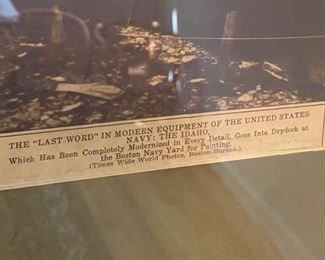 THE "LAST WORD" IN MODERN EQUIPMENT OF THE UNITED STATES
NAVY: THE IDAHO,
Which Has Been Completely Modernized in Every Detail, Goes Into Drydock at
the Boston Navy Yard for Painting.
(Times Wide World Photos, Boston Bureau.)